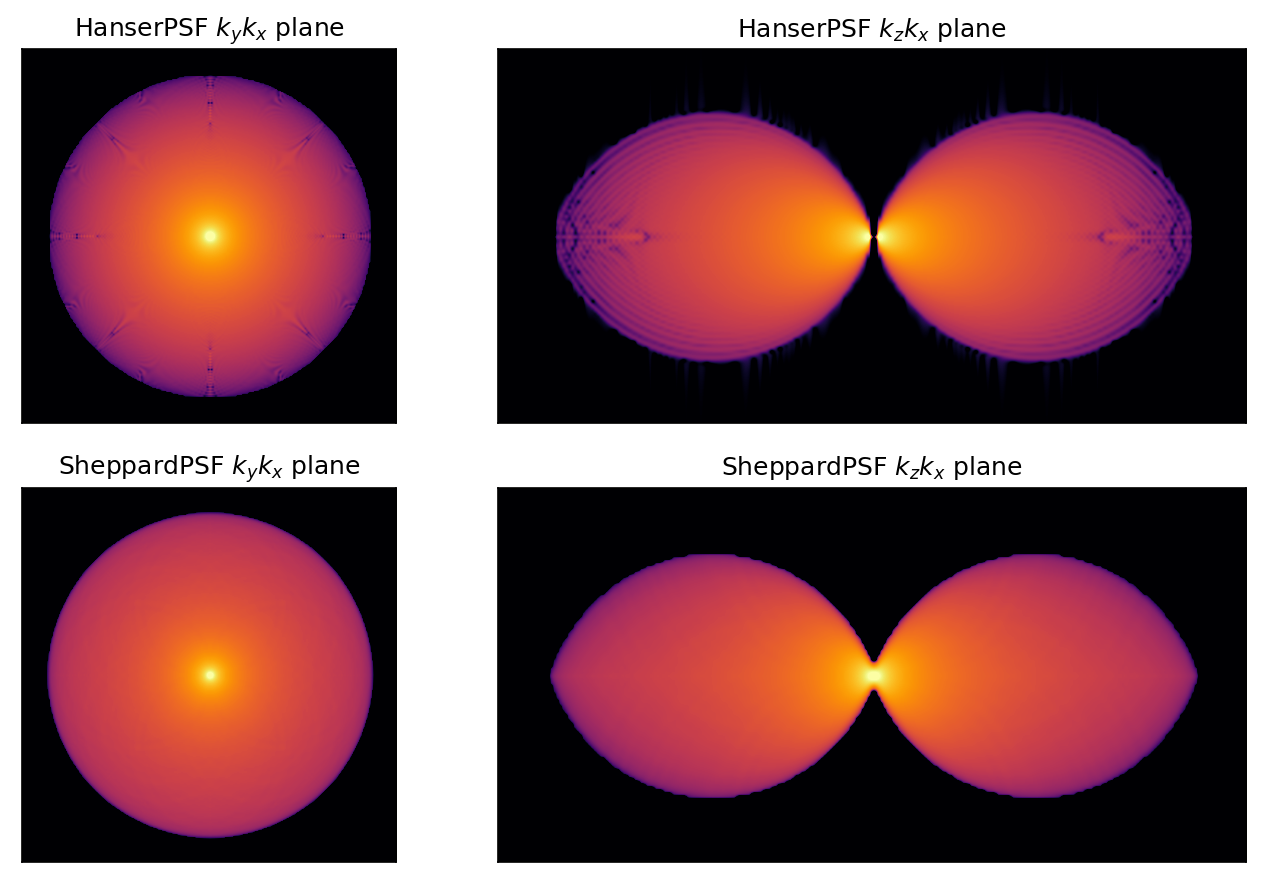 HanserPSF $k_yk_x$ plane
HanserPSF $k_zk_x$ plane
SheppardPSF $k_yk_x$ plane
SheppardPSF $k_zk_x$ plane